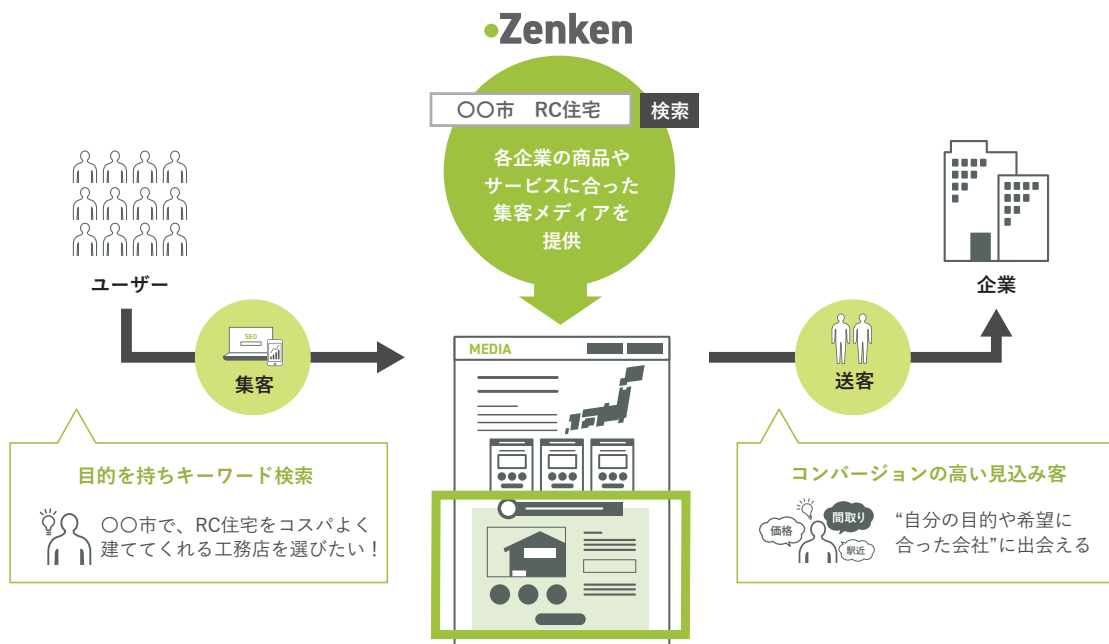 Zenken
〇〇市　RC住宅
検索
各企業の商品や
サービスに合った
集客メディアを
提供
ユーザー
企業
SEO
集客
MEDIA
送客
目的を持ちキーワード検索
〇〇市で、RC住宅をコスパよく
建ててくれる工務店を選びたい！
コンバージョンの高い見込み客
価格
間取り
駅近
“自分の目的や希望に
合った会社”に出会える